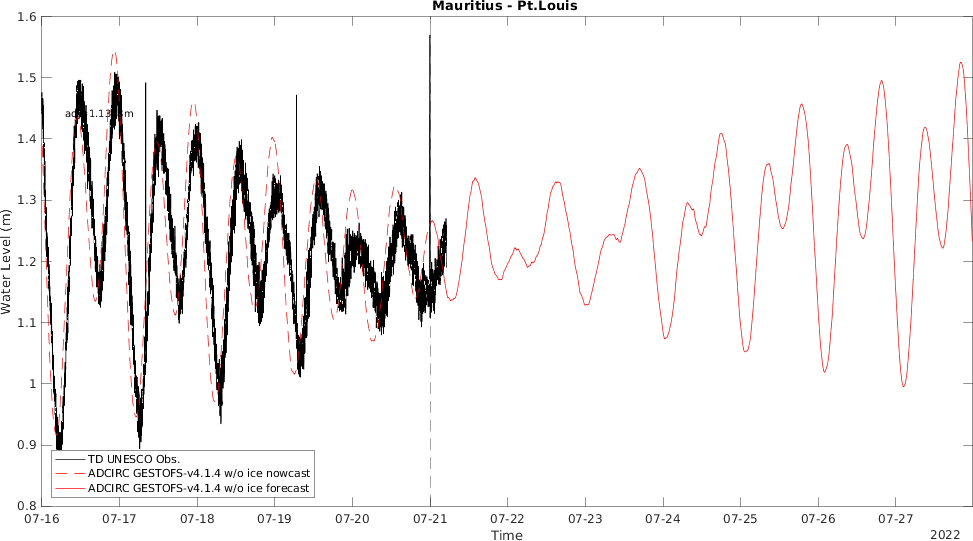 Mauritius - Pt.Louis
1.6
1.5
1.4
1.3
1.2
1.1
1
0.9
0.8
Water Level (m)
TD UNESCO Obs.
ADCIRC GESTOFS-v4.1.4 w/o ice nowcast
ADCIRC GESTOFS-v4.1.4 w/o ice forecast
07-16 07-17 07-18 07-19 07-20 07-21 07-22 07-23 07-24 07-25 07-26 07-27
Time
2022